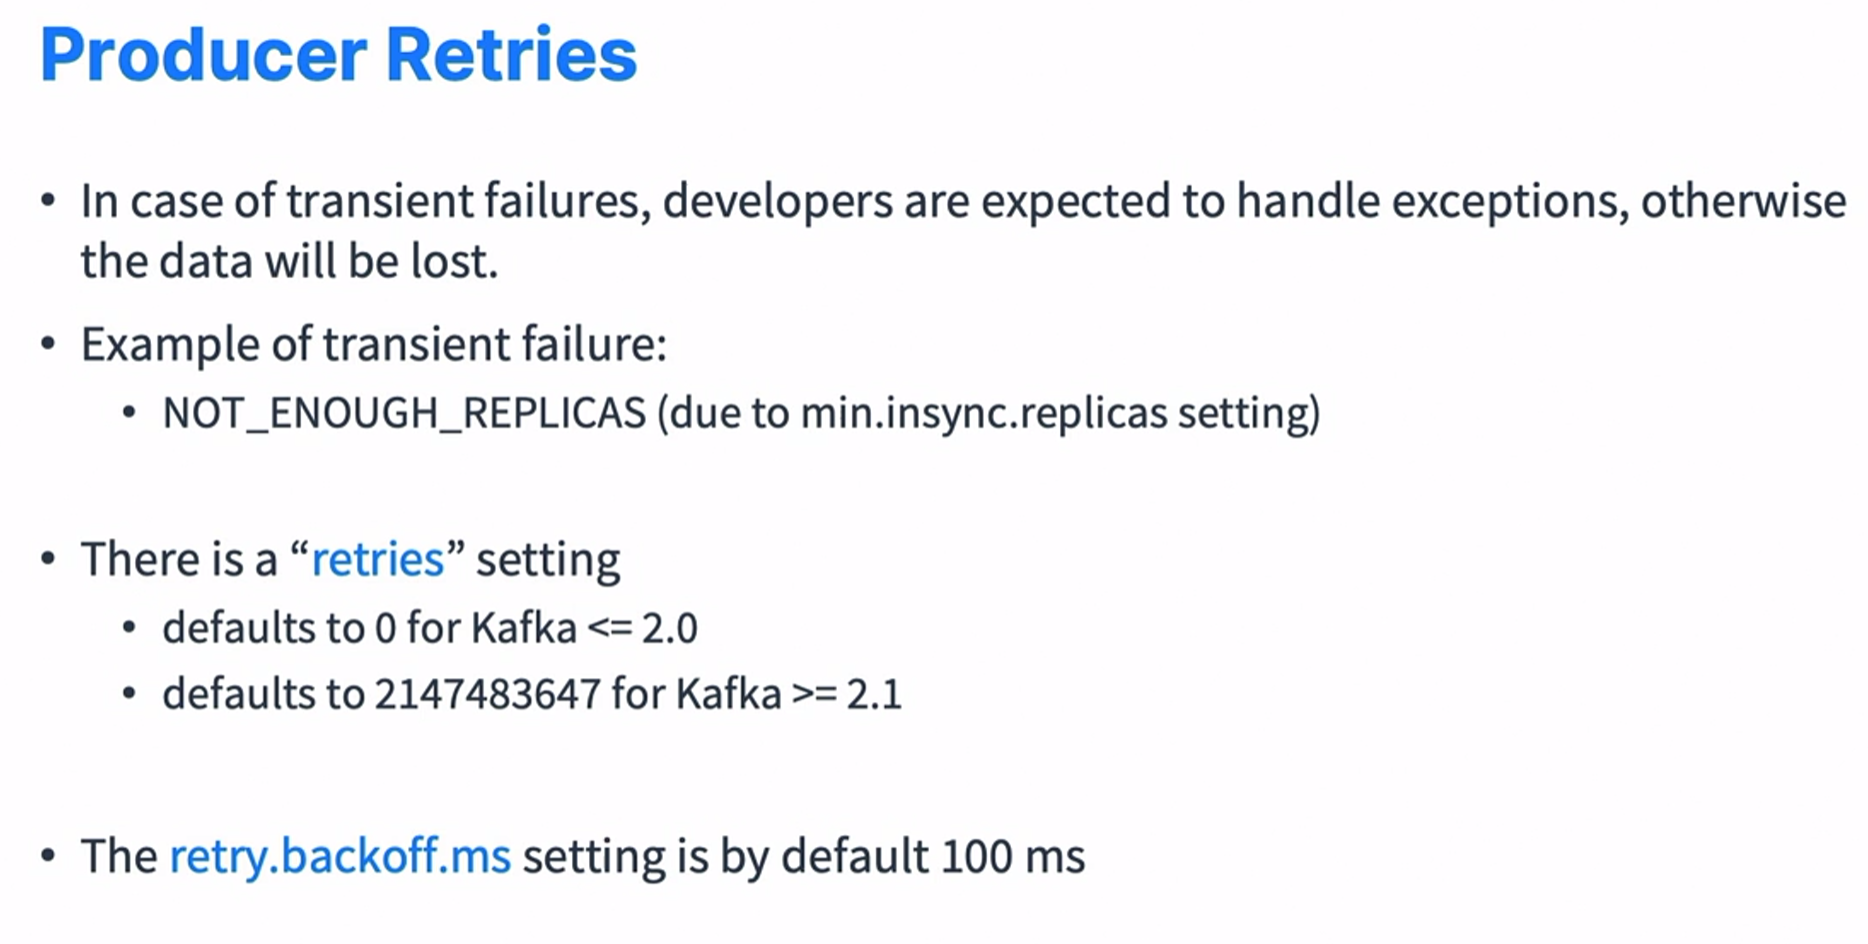 Producer Retries
• In case of transient failures, developers are expected to handle exceptions, otherwise
the data will be lost.
• Example of transient failure:
• NOT_ENOUGH_REPLICAS (due to min.insync.replicas setting)
• There is a “retries” setting
• defaults to 0 for Kafka <= 2.0
• defaults to 2147483647 for Kafka >= 2.1
• The retry.backoff.ms setting is by default 100 ms